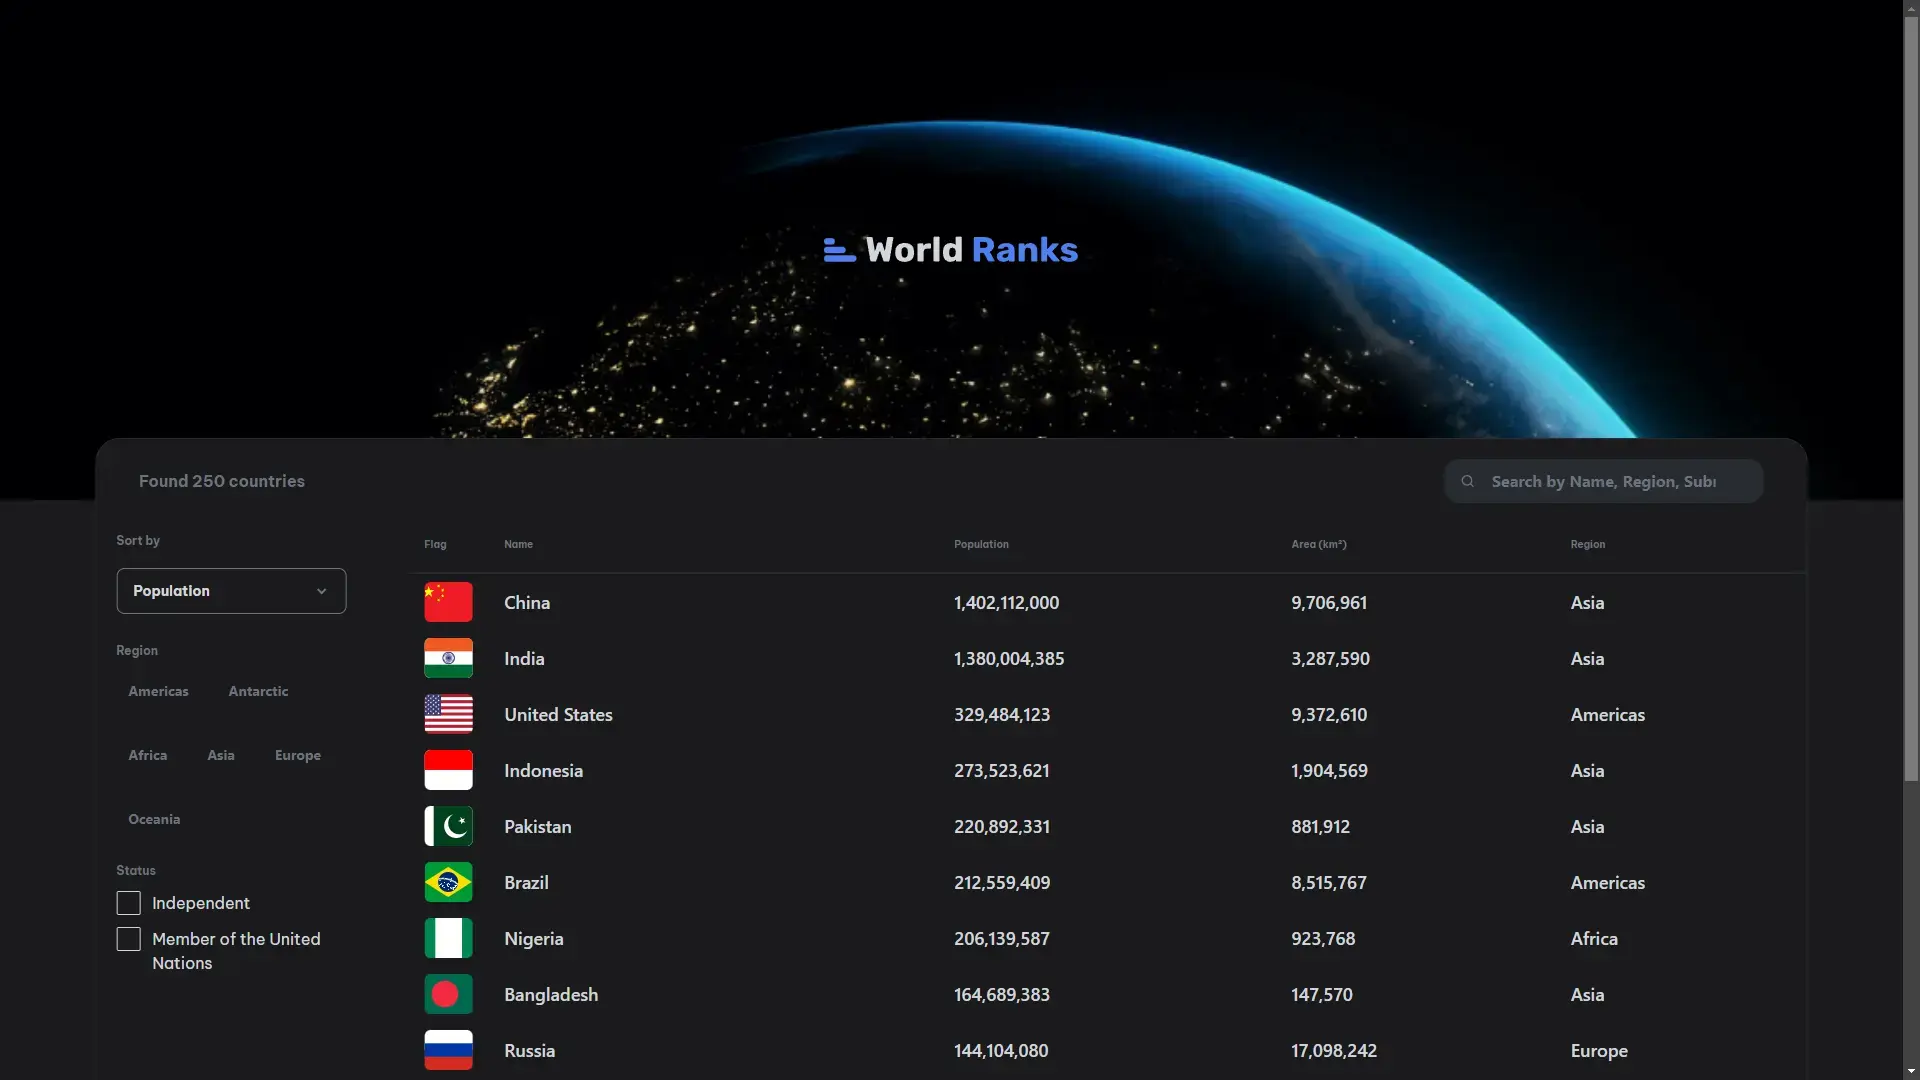 World Ranks
Found 250 countries
Search by Name, Region, Subr
Sort by
Population
Region
Americas Antarctic
Africa Asia Europe
Oceania
Status
Independent
Member of the United
Nations
Flag Name Population Area (km²) Region
China 1,402,112,000 9,706,961 Asia
India 1,380,004,385 3,287,590 Asia
United States 329,484,123 9,372,610 Americas
Indonesia 273,523,621 1,904,569 Asia
Pakistan 220,892,331 881,912 Asia
Brazil 212,559,409 8,515,767 Americas
Nigeria 206,139,587 923,768 Africa
Bangladesh 164,689,383 147,570 Asia
Russia 144,104,080 17,098,242 Europe